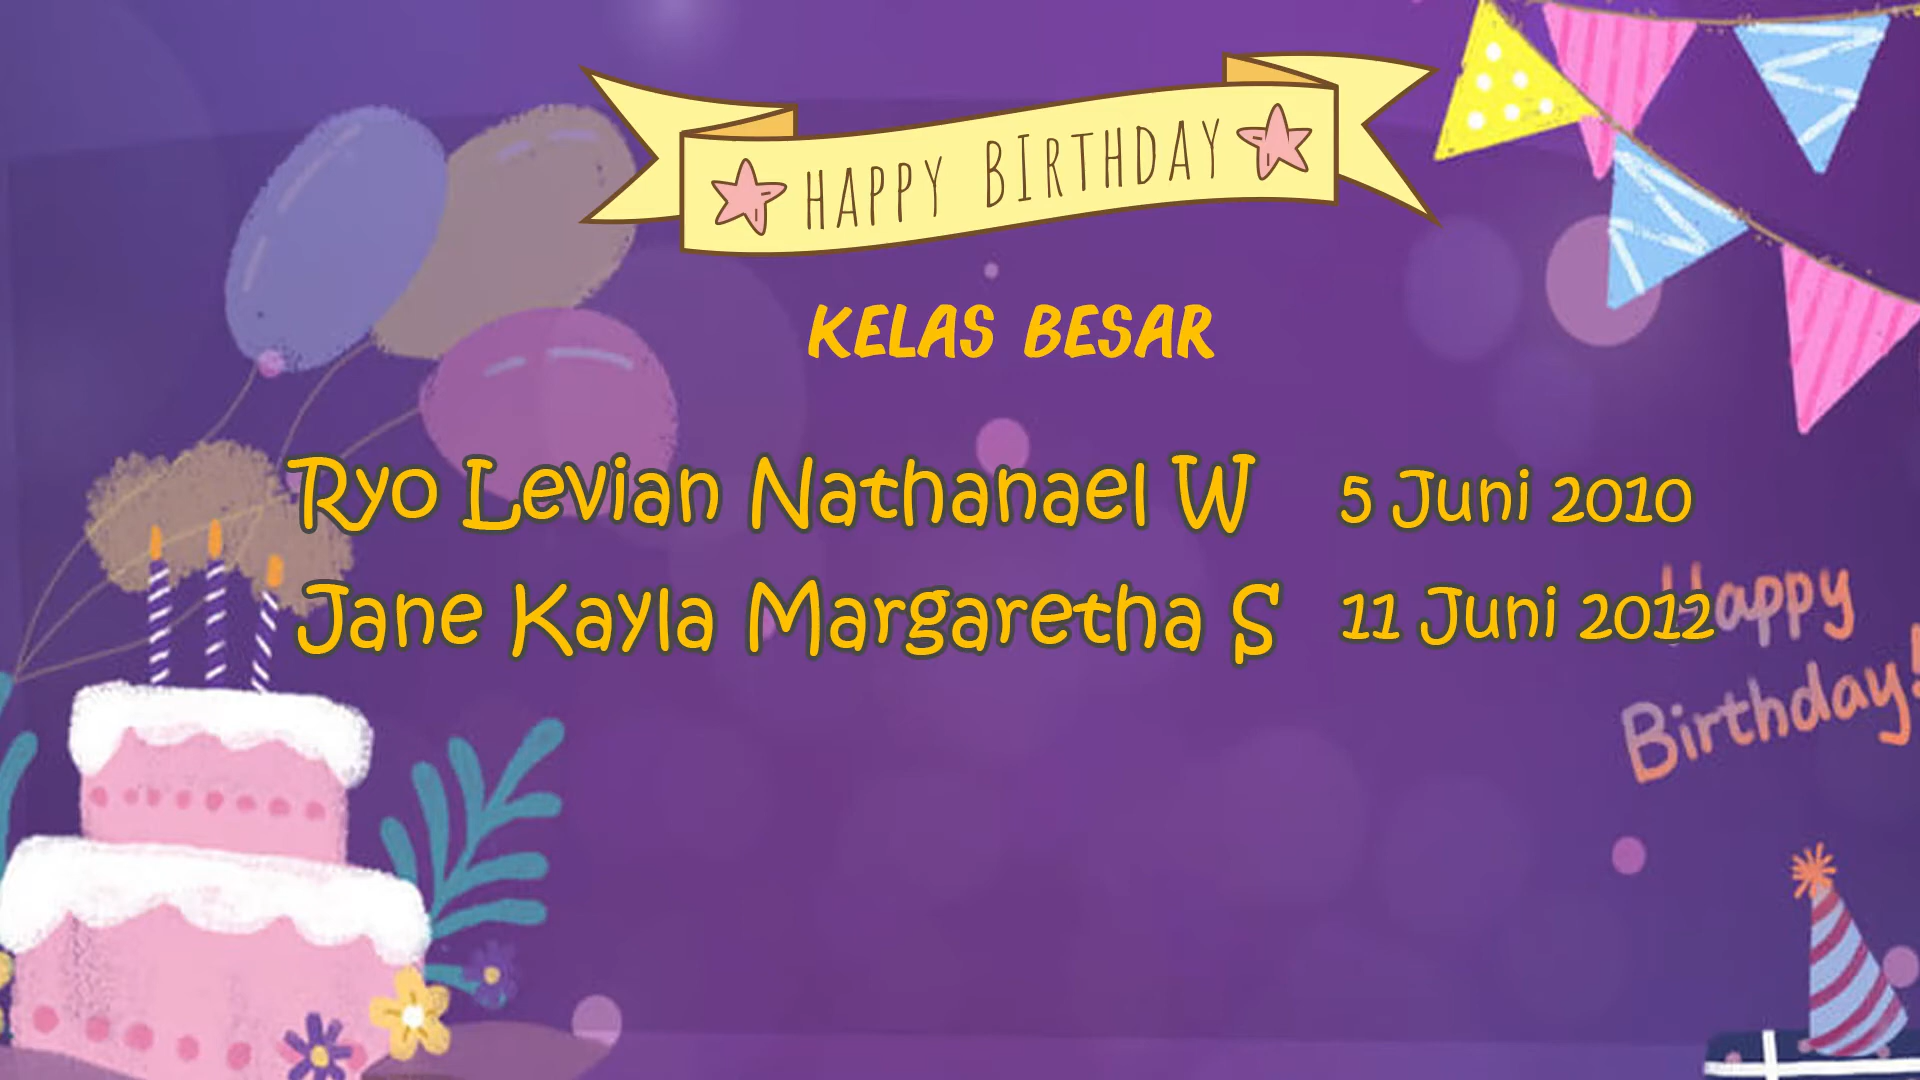 HAPPY BIRTHDAY
KELAS BESAR
Ryo Levian Nathanael W 5 Juni 2010
Jane Kayla Margaretha S 11 Juni 2012
Happy
Birthday!